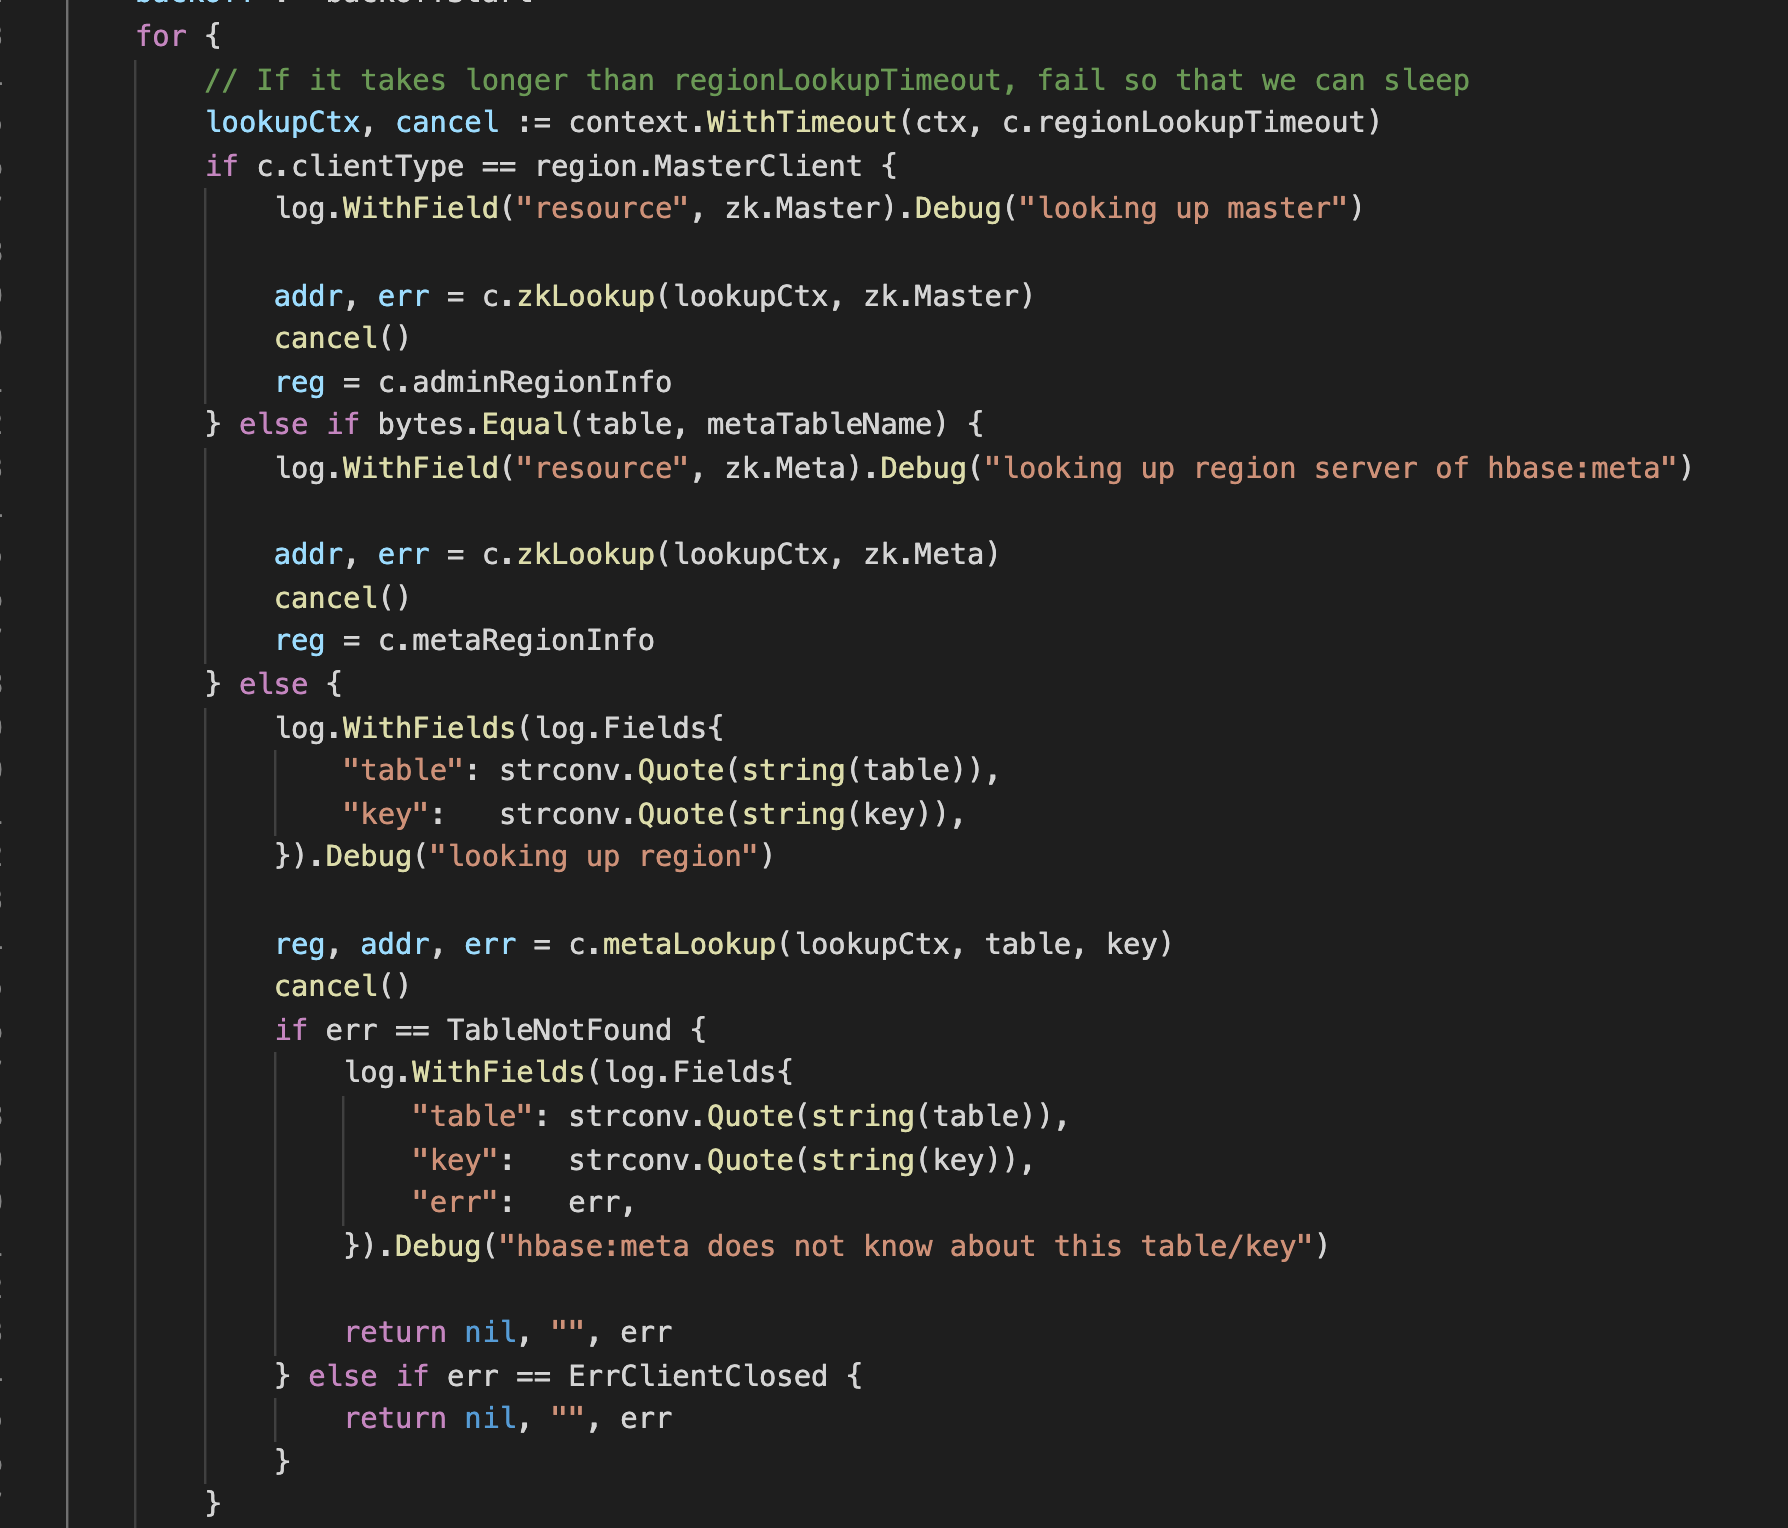 for {
// If it takes longer than regionLookupTimeout, fail so that we can sleep
lookupCtx, cancel := context.WithTimeout(ctx, c.regionLookupTimeout)
if c.clientType == region.MasterClient {
log.WithField("resource", zk.Master).Debug("looking up master")
addr, err = c.zkLookup(lookupCtx, zk.Master)
cancel()
reg = c.adminRegionInfo
} else if bytes.Equal(table, metaTableName) {
log.WithField("resource", zk.Meta).Debug("looking up region server of hbase:meta")
addr, err = c.zkLookup(lookupCtx, zk.Meta)
cancel()
reg = c.metaRegionInfo
} else {
log.WithFields(log.Fields{
"table": strconv.Quote(string(table)),
"key":   strconv.Quote(string(key)),
}).Debug("looking up region")
reg, addr, err = c.metaLookup(lookupCtx, table, key)
cancel()
if err == TableNotFound {
log.WithFields(log.Fields{
"table": strconv.Quote(string(table)),
"key":   strconv.Quote(string(key)),
"err":   err,
}).Debug("hbase:meta does not know about this table/key")
return nil, "", err
} else if err == ErrClientClosed {
return nil, "", err
}
}